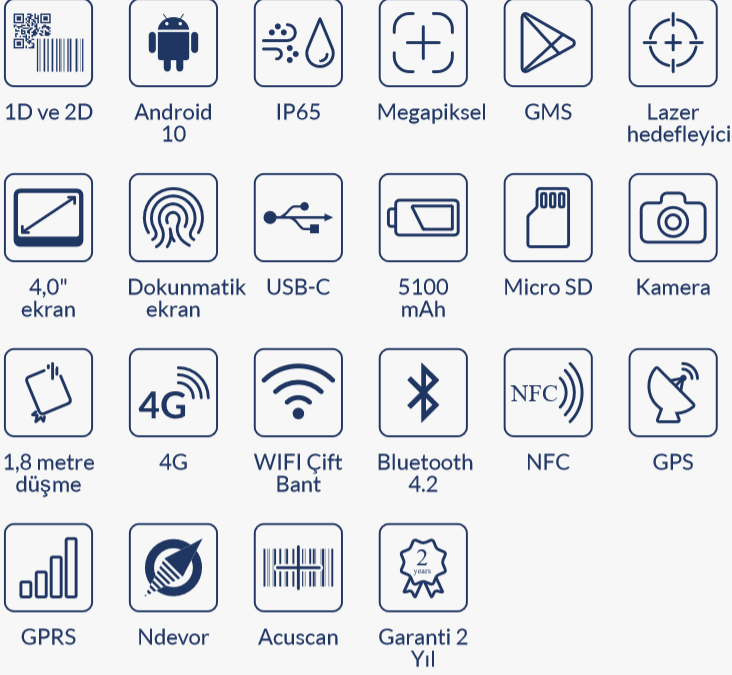 1D ve 2D
Android
10
IP65
Megapiksel
GMS
Lazer
hedefleyici
4,0"
ekran
Dokunmatik
ekran
USB-C
5100
mAh
Micro SD
Kamera
4G
NFC
1,8 metre
düşme
4G
WIFI Çift
Bant
Bluetooth
4.2
NFC
GPS
2
years
GPRS
Ndevor
Acuscan
Garanti 2
Yıl